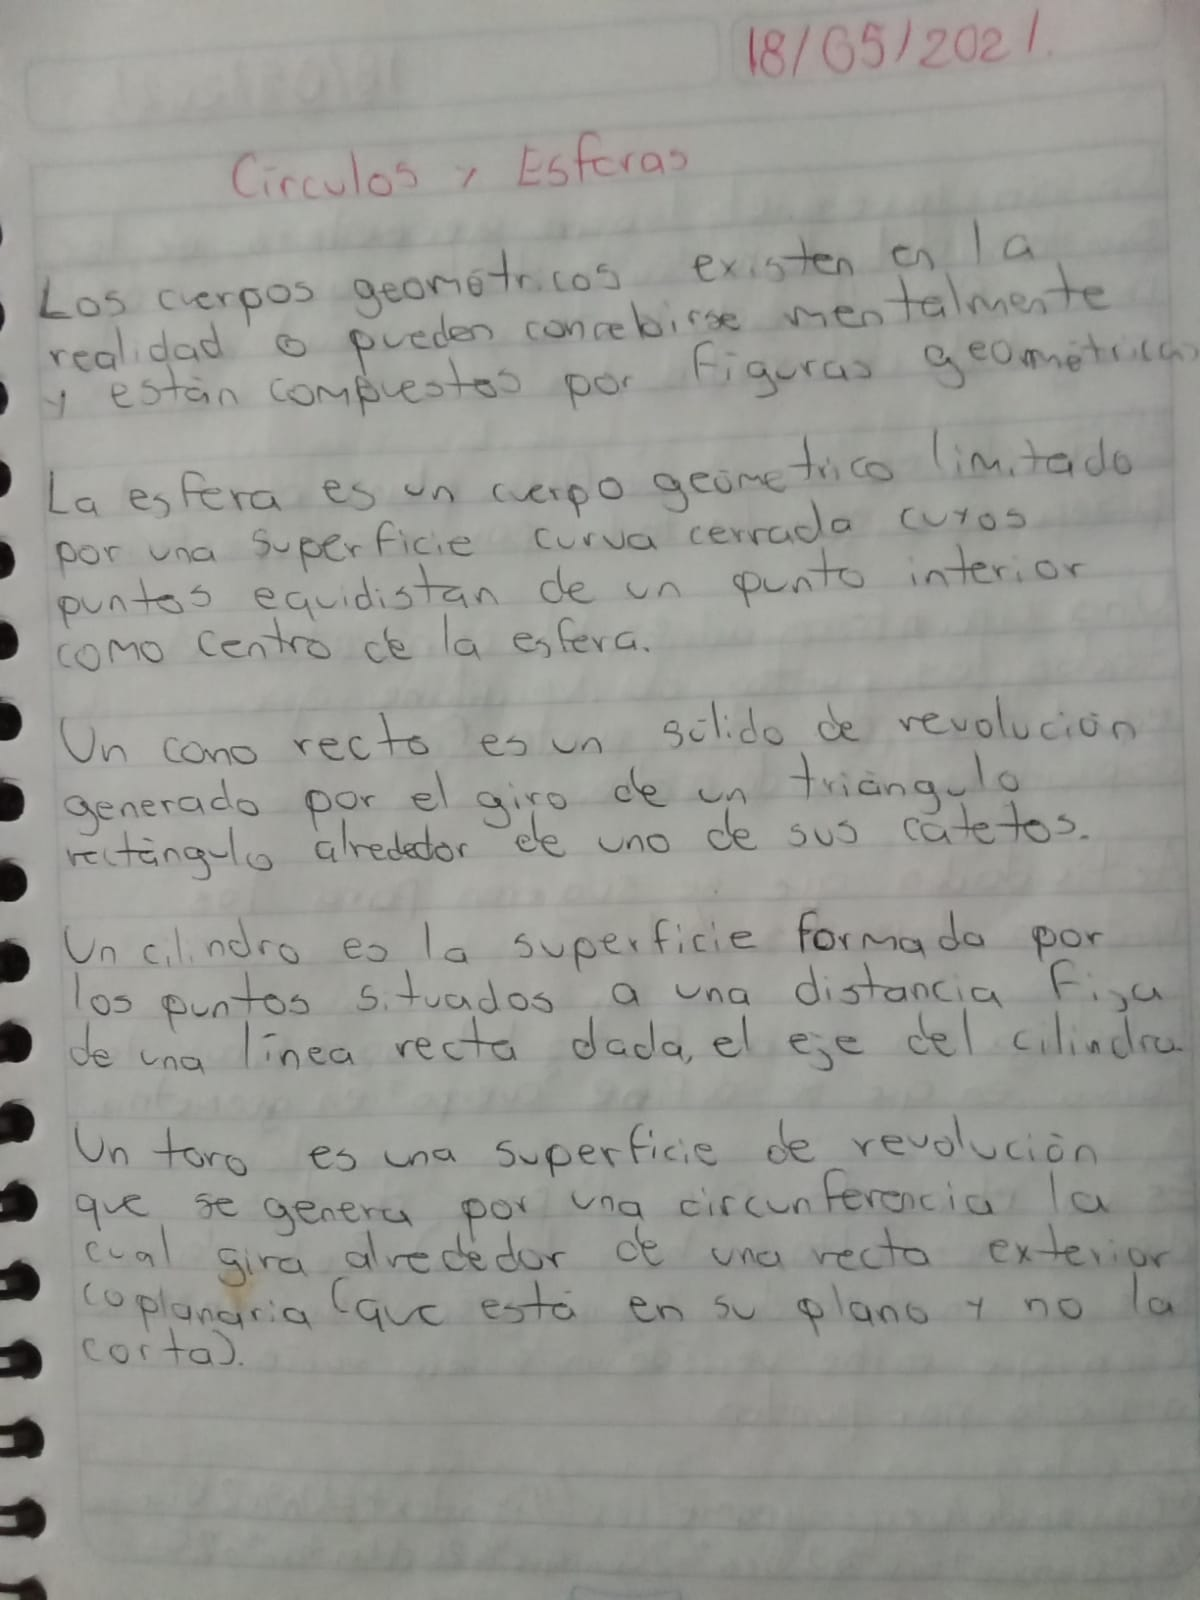 18/05/2021.
Círculos y Esferas
Los cuerpos geométricos existen en la
realidad o pueden concebirse mentalmente
y están compuestos por figuras geométricas
La esfera es un cuerpo geométrico limitado
por una superficie curva cerrada cuyos
puntos equidistan de un punto interior
como centro de la esfera.
Un cono recto es un sólido de revolución
generado por el giro de un triángulo
rectángulo alrededor de uno de sus catetos.
Un cilindro es la superficie formada por
los puntos situados a una distancia fija
de una línea recta dada, el eje del cilindro.
Un toro es una superficie de revolución
que se genera por una circunferencia la
cual gira alrededor de una recta exterior
coplanaria (que está en su plano y no la
corta).